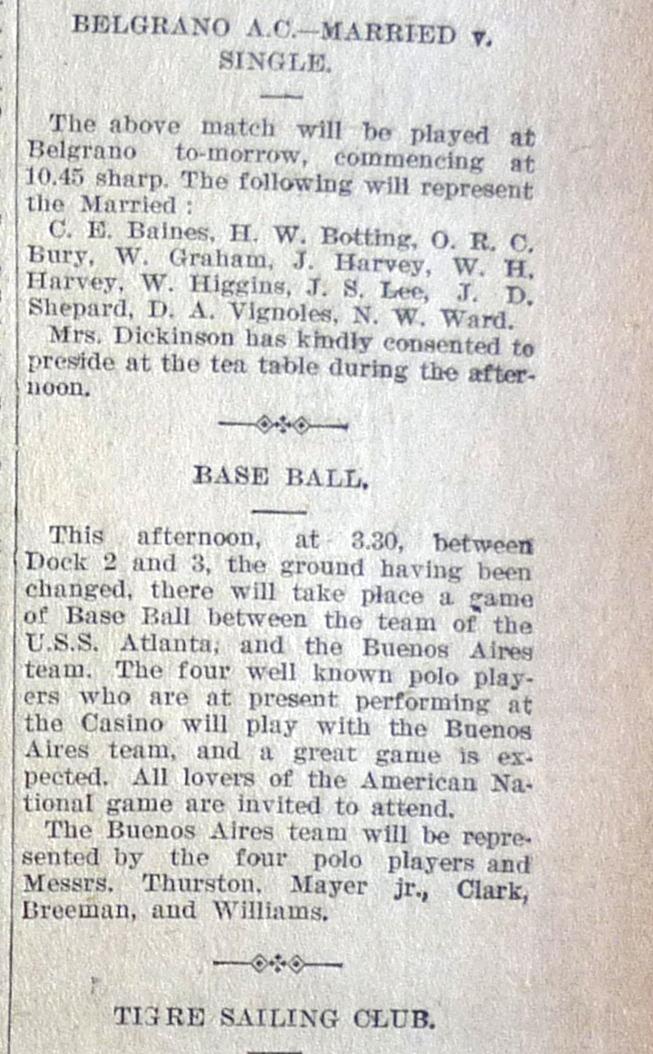 BELGRANO A.C.—MARRIED v.
SINGLE.
The above match will be played at
Belgrano to-morrow, commencing at
10.45 sharp. The following will represent
the Married :
C. E. Baines, H. W. Botting, O. R. C.
Bury, W. Graham, J. Harvey, W. H.
Harvey, W. Higgins, J. S. Lee, J. D.
Shepard, D. A. Vignoles, N. W. Ward.
Mrs. Dickinson has kindly consented to
preside at the tea table during the after-
noon.
BASE BALL.
This afternoon, at 3.30, between
Dock 2 and 3, the ground having been
changed, there will take place a game
of Base Ball between the team of the
U.S.S. Atlanta, and the Buenos Aires
team. The four well known polo play-
ers who are at present performing at
the Casino will play with the Buenos
Aires team, and a great game is ex-
pected. All lovers of the American Na-
tional game are invited to attend.
The Buenos Aires team will be repre-
sented by the four polo players and
Messrs. Thurston. Mayer jr., Clark,
Breeman, and Williams.
TIGRE SAILING CLUB.